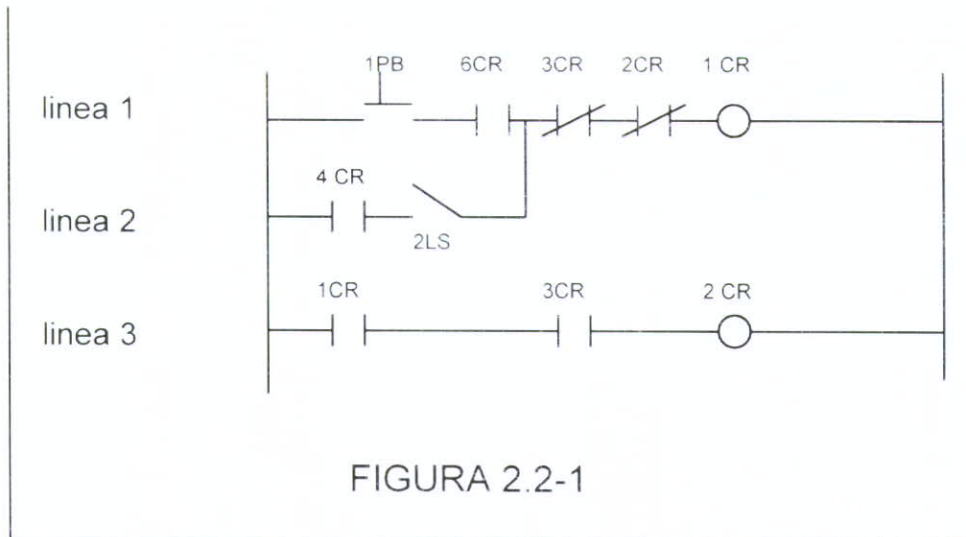 1PB 6CR 3CR 2CR 1 CR
linea 1
4 CR
linea 2
2LS
1CR 3CR 2 CR
linea 3
FIGURA 2.2-1